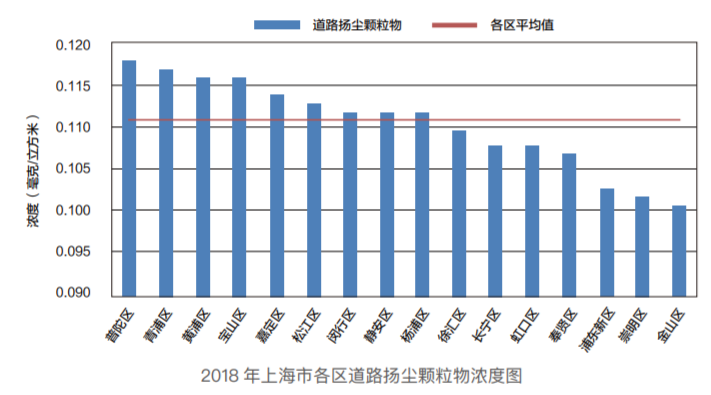 道路扬尘颗粒物 各区平均值
浓度（毫克/立方米）
0.120
0.115
0.110
0.105
0.100
0.095
0.090
普陀区 青浦区 黄浦区 宝山区 嘉定区 松江区 闵行区 静安区 杨浦区 徐汇区 长宁区 虹口区 奉贤区 浦东新区 崇明区 金山区
2018 年上海市各区道路扬尘颗粒物浓度图